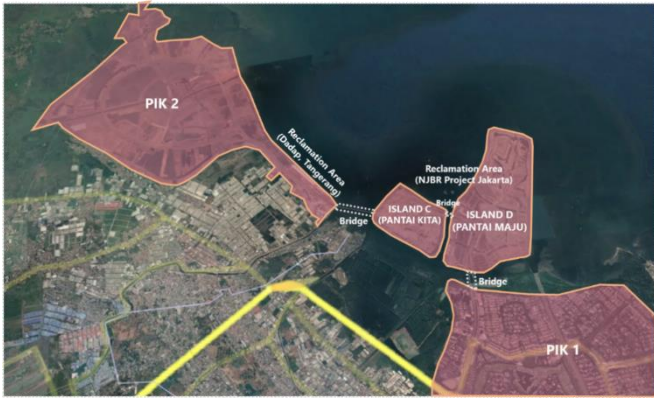 PIK 2
Reclamation Area
(Dadap, Tangerang)
Reclamation Area
(NJBR Project Jakarta)
ISLAND C
(PANTAI KITA)
Bridge
ISLAND D
(PANTAI MAJU)
Bridge
Bridge
PIK 1